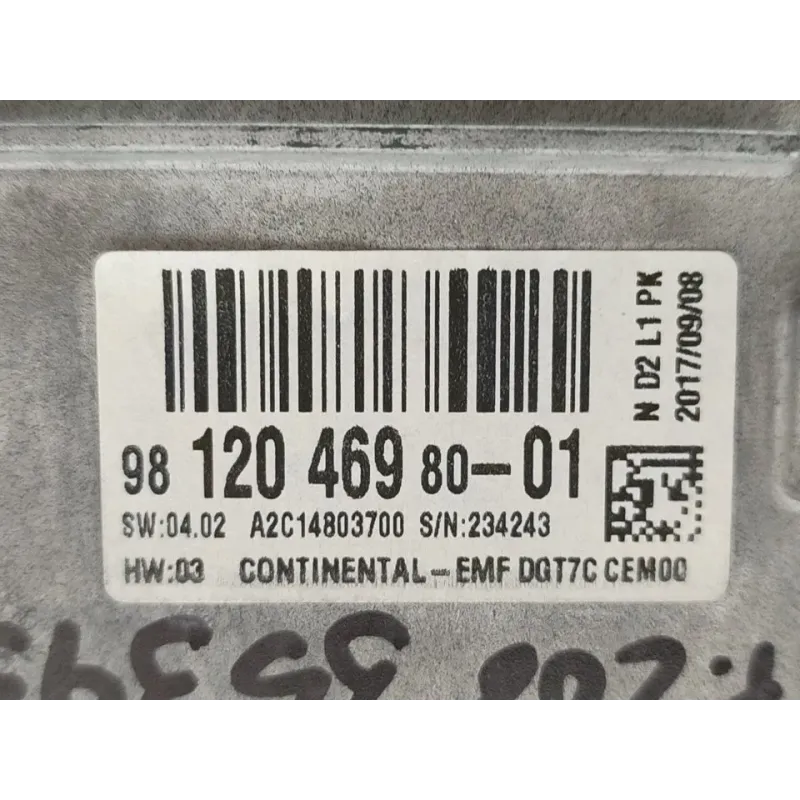 98 120 469 80-01
SW:04.02 A2C14803700 S/N:234243
HW:03 CONTINENTAL-EMF DGT7C CEM00
N D2 L1 PK
2017/09/08